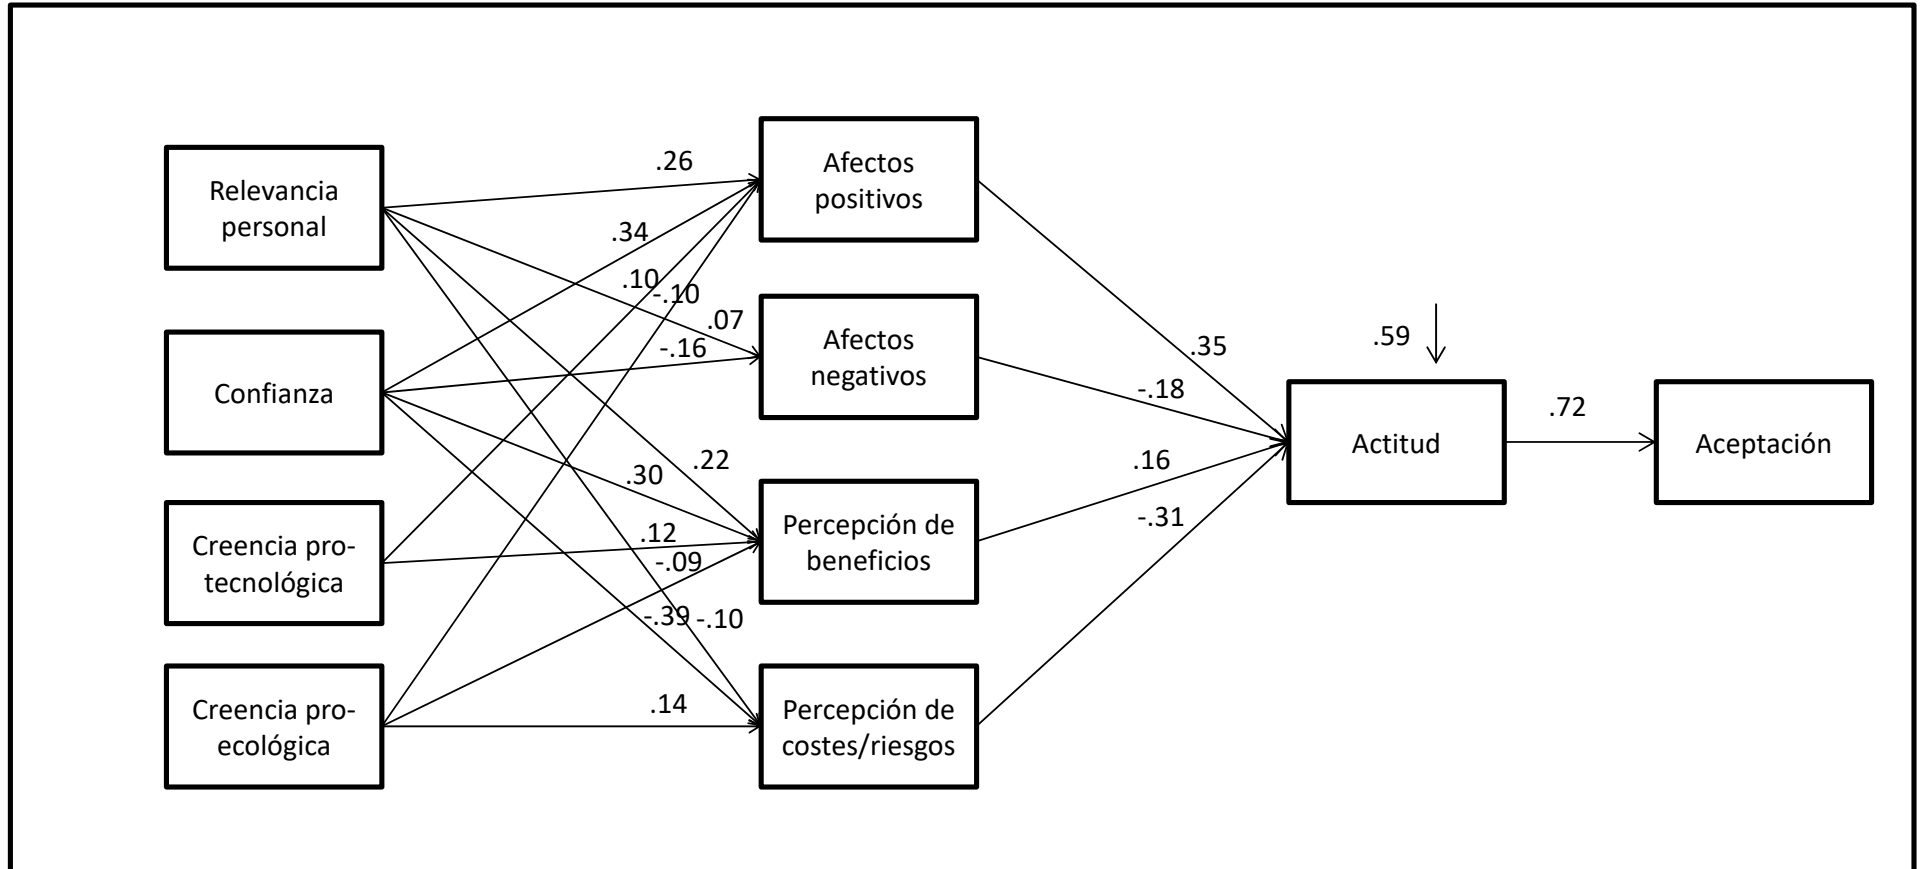 Relevancia
personal
Confianza
Creencia pro-
tecnológica
Creencia pro-
ecológica
.26
.34
.10
-.10
.07
-.16
.22
.30
.12
-.09
-.39
-.10
.14
Afectos
positivos
Afectos
negativos
Percepción de
beneficios
Percepción de
costes/riesgos
.35
-.18
.16
-.31
.59
Actitud
.72
Aceptación